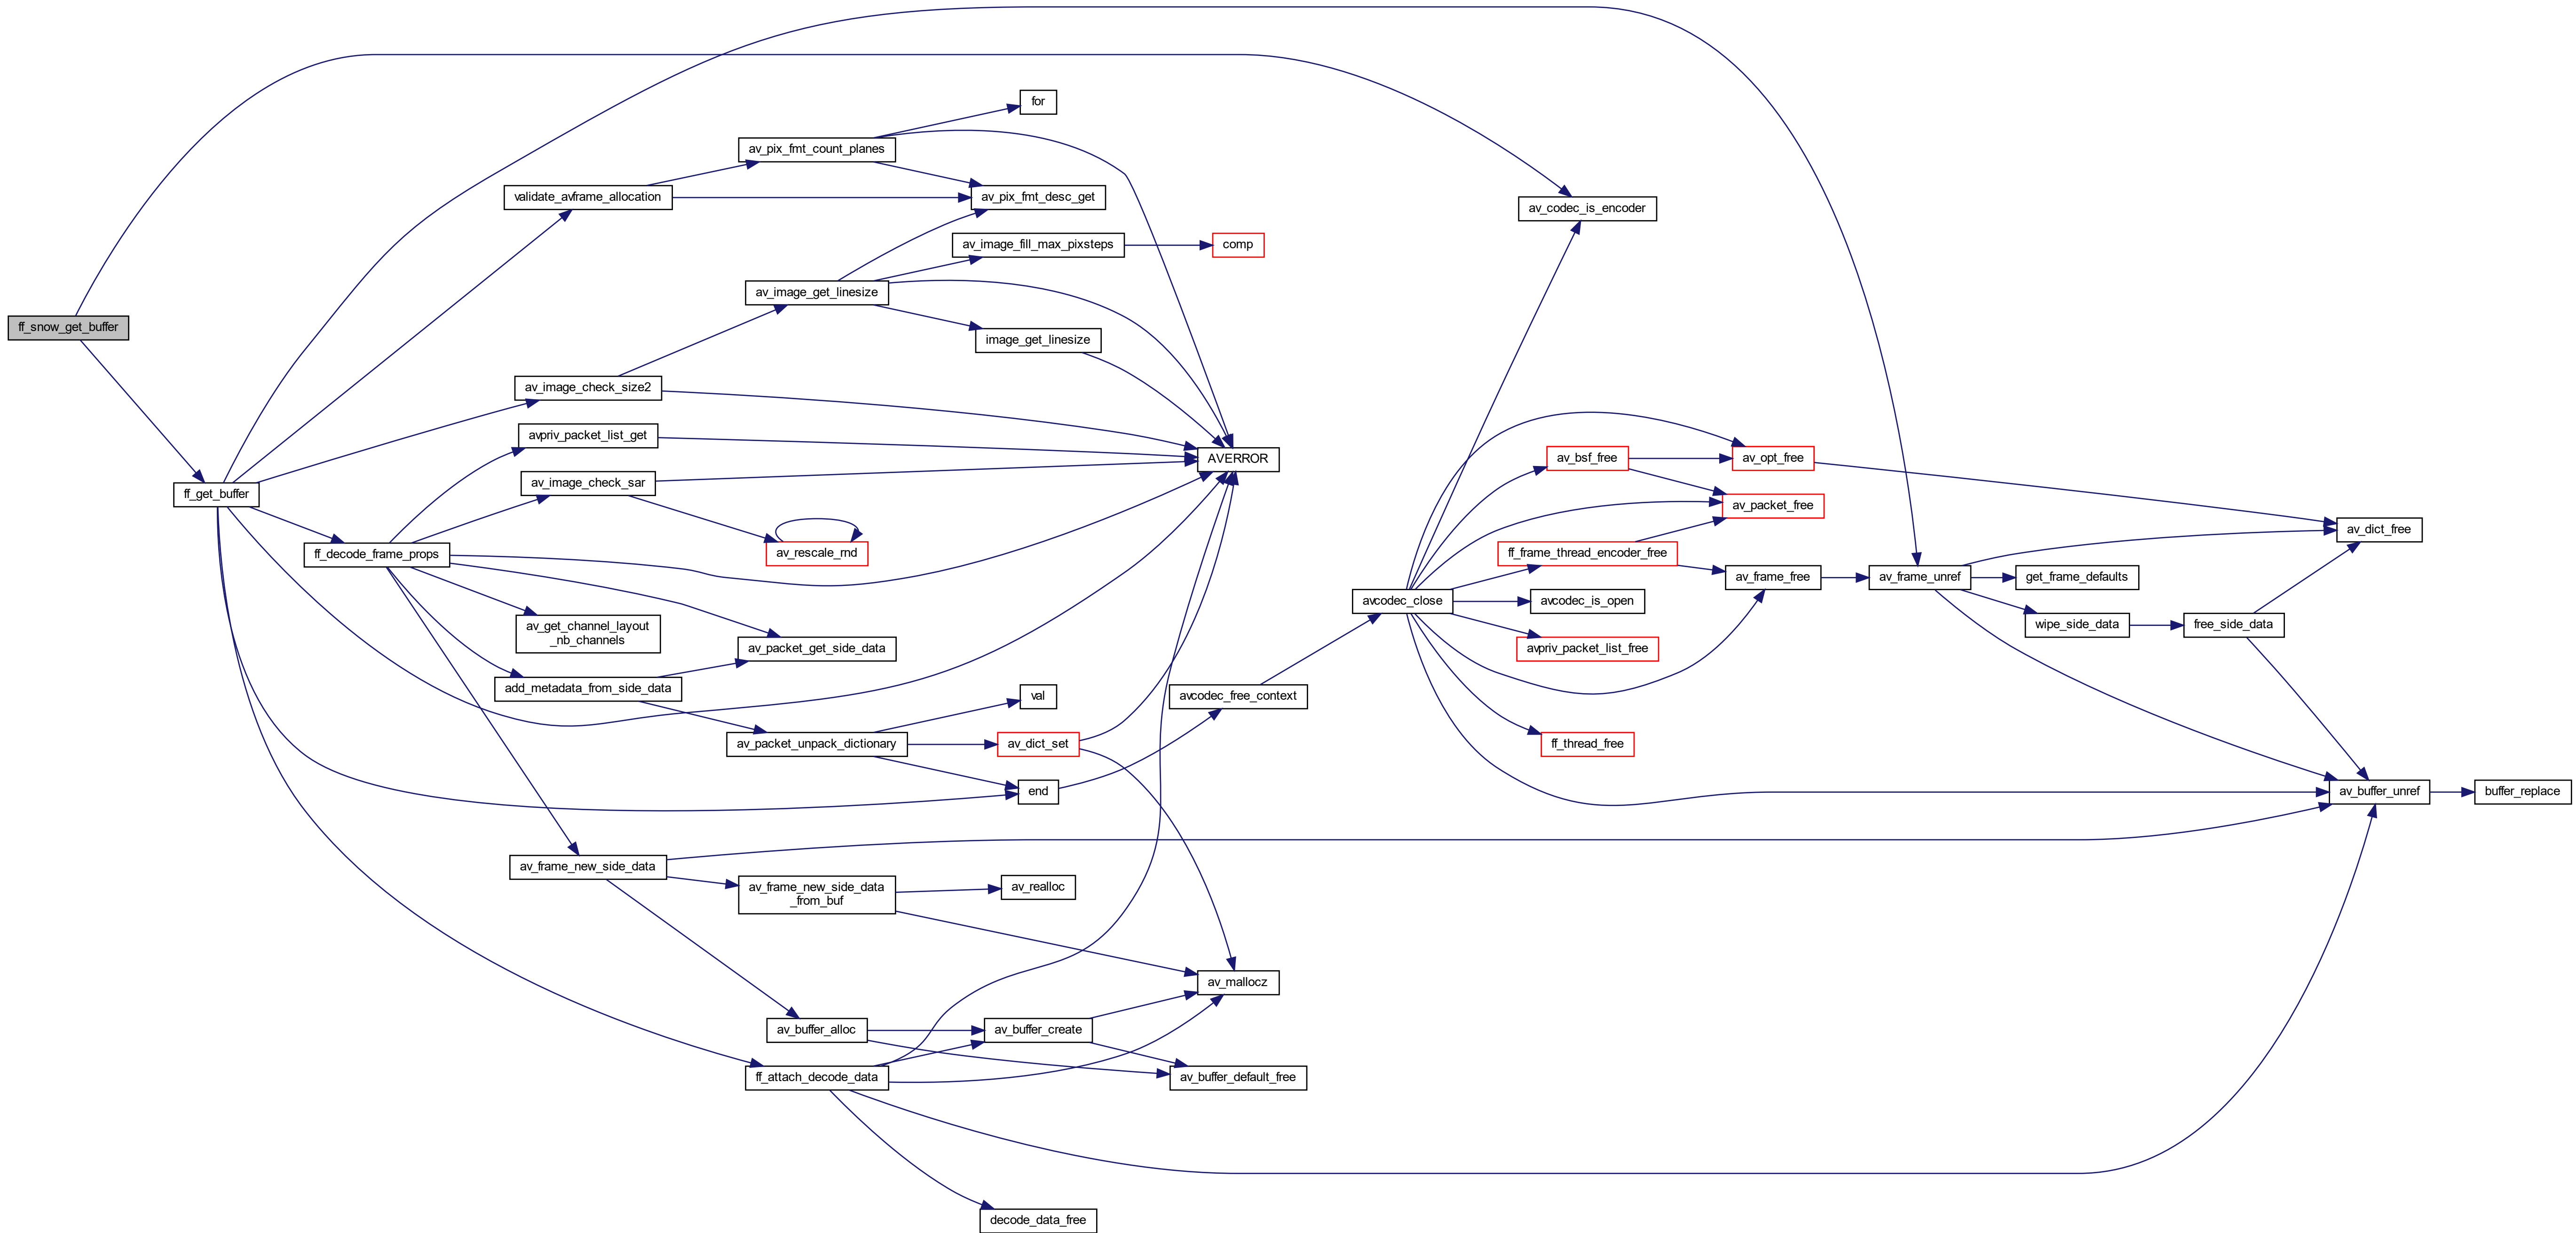 for
av_pix_fmt_count_planes
validate_avframe_allocation
av_pix_fmt_desc_get
av_codec_is_encoder
av_image_fill_max_pixsteps
comp
av_image_get_linesize
ff_snow_get_buffer
image_get_linesize
av_image_check_size2
avpriv_packet_list_get
AVERROR
av_bsf_free
av_opt_free
av_image_check_sar
ff_get_buffer
av_packet_free
av_dict_free
ff_decode_frame_props
av_rescale_rnd
ff_frame_thread_encoder_free
av_frame_free
av_frame_unref
get_frame_defaults
avcodec_close
avcodec_is_open
wipe_side_data
free_side_data
av_get_channel_layout
_nb_channels
av_packet_get_side_data
avpriv_packet_list_free
add_metadata_from_side_data
val
avcodec_free_context
av_packet_unpack_dictionary
av_dict_set
ff_thread_free
end
av_buffer_unref
buffer_replace
av_frame_new_side_data
av_frame_new_side_data
_from_buf
av_realloc
av_mallocz
av_buffer_alloc
av_buffer_create
ff_attach_decode_data
av_buffer_default_free
decode_data_free